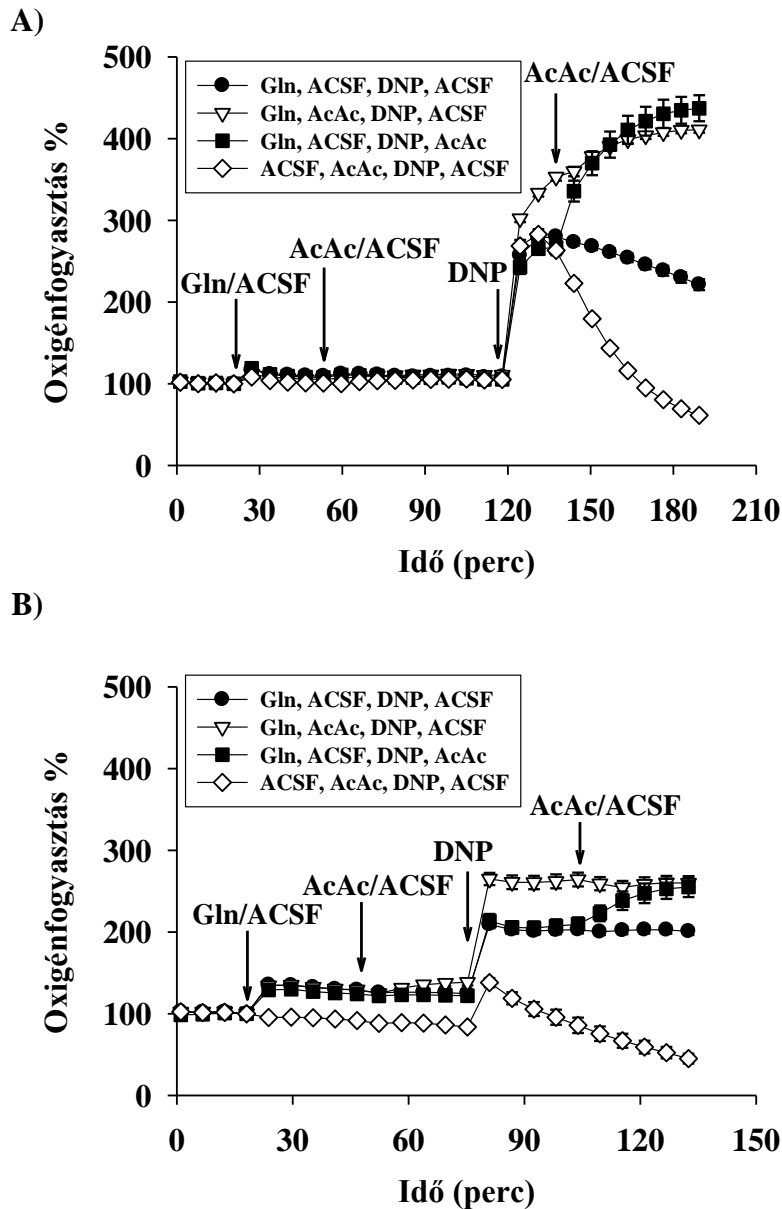 A)
500
400
300
200
100
0
Oxigénfogyasztás %
Gln, ACSF, DNP, ACSF
Gln, AcAc, DNP, ACSF
Gln, ACSF, DNP, AcAc
ACSF, AcAc, DNP, ACSF
AcAc/ACSF
AcAc/ACSF
Gln/ACSF
DNP
0 30 60 90 120 150 180 210
Idő (perc)
B)
500
400
300
200
100
0
Oxigénfogyasztás %
Gln, ACSF, DNP, ACSF
Gln, AcAc, DNP, ACSF
Gln, ACSF, DNP, AcAc
ACSF, AcAc, DNP, ACSF
AcAc/ACSF
DNP
AcAc/ACSF
Gln/ACSF
0 30 60 90 120 150
Idő (perc)